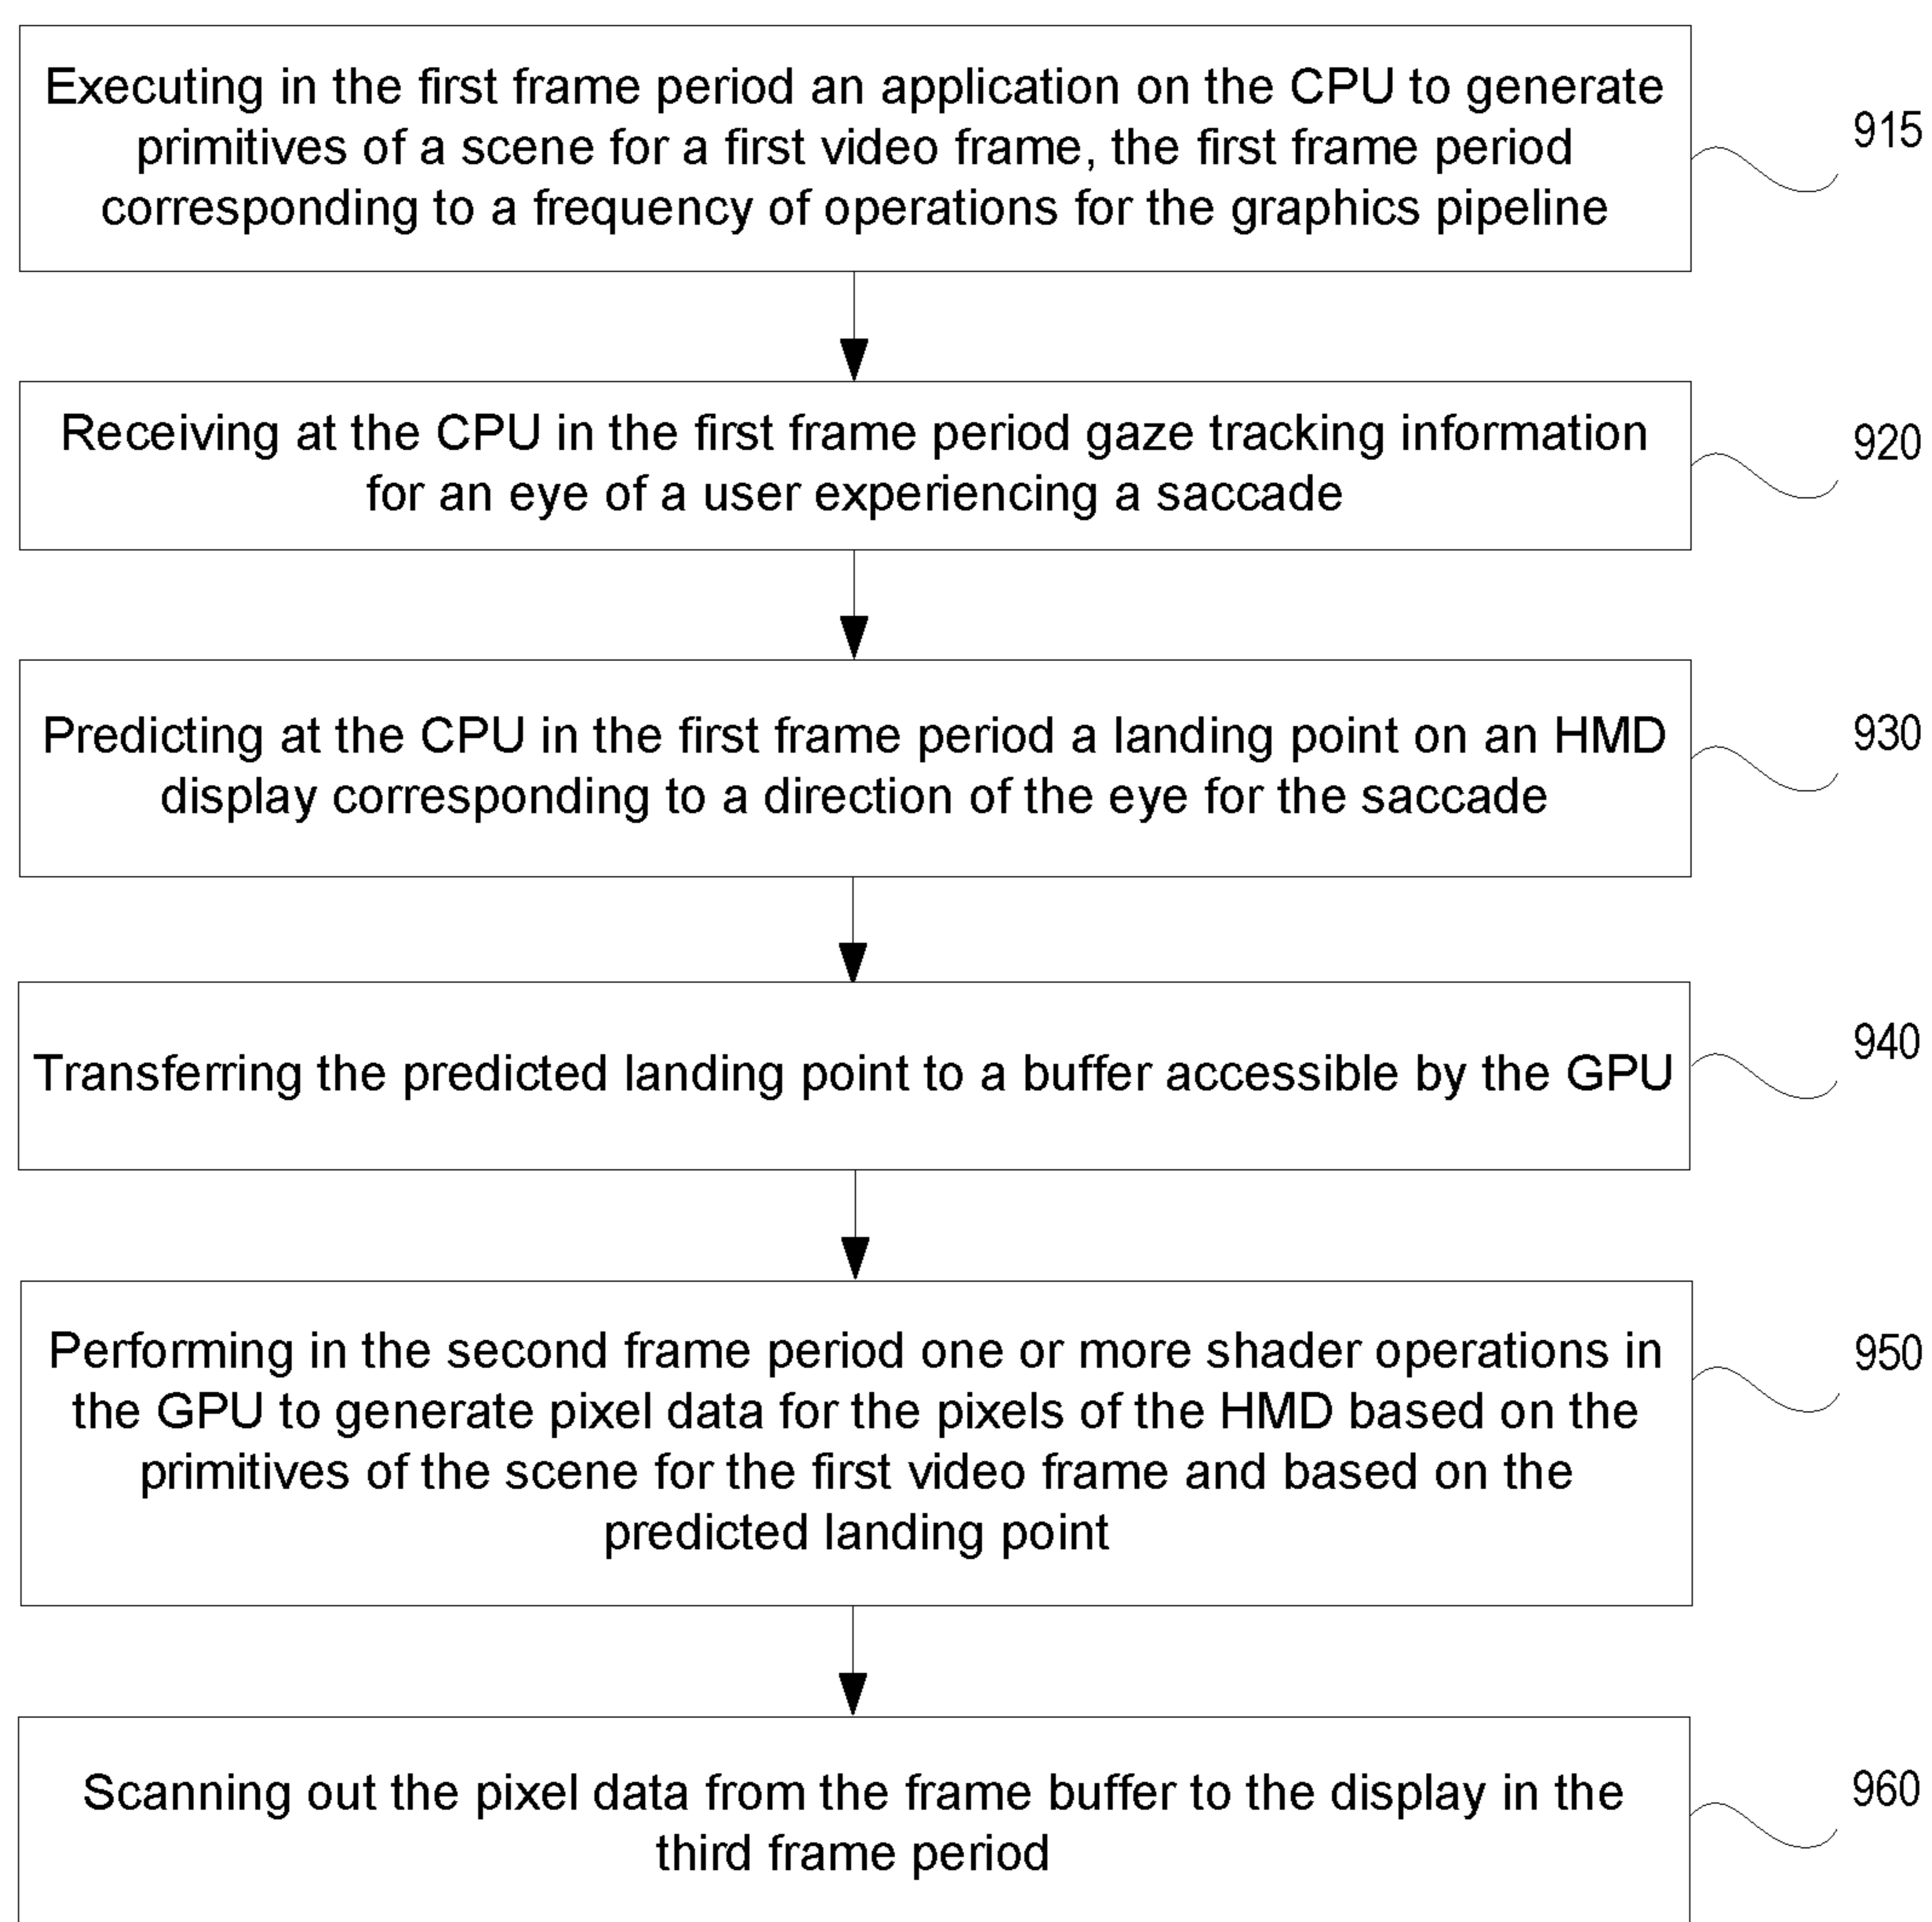 Executing in the first frame period an application on the CPU to generate
primitives of a scene for a first video frame, the first frame period
corresponding to a frequency of operations for the graphics pipeline
915
Receiving at the CPU in the first frame period gaze tracking information
for an eye of a user experiencing a saccade
920
Predicting at the CPU in the first frame period a landing point on an HMD
display corresponding to a direction of the eye for the saccade
930
Transferring the predicted landing point to a buffer accessible by the GPU
940
Performing in the second frame period one or more shader operations in
the GPU to generate pixel data for the pixels of the HMD based on the
primitives of the scene for the first video frame and based on the
predicted landing point
950
Scanning out the pixel data from the frame buffer to the display in the
third frame period
960